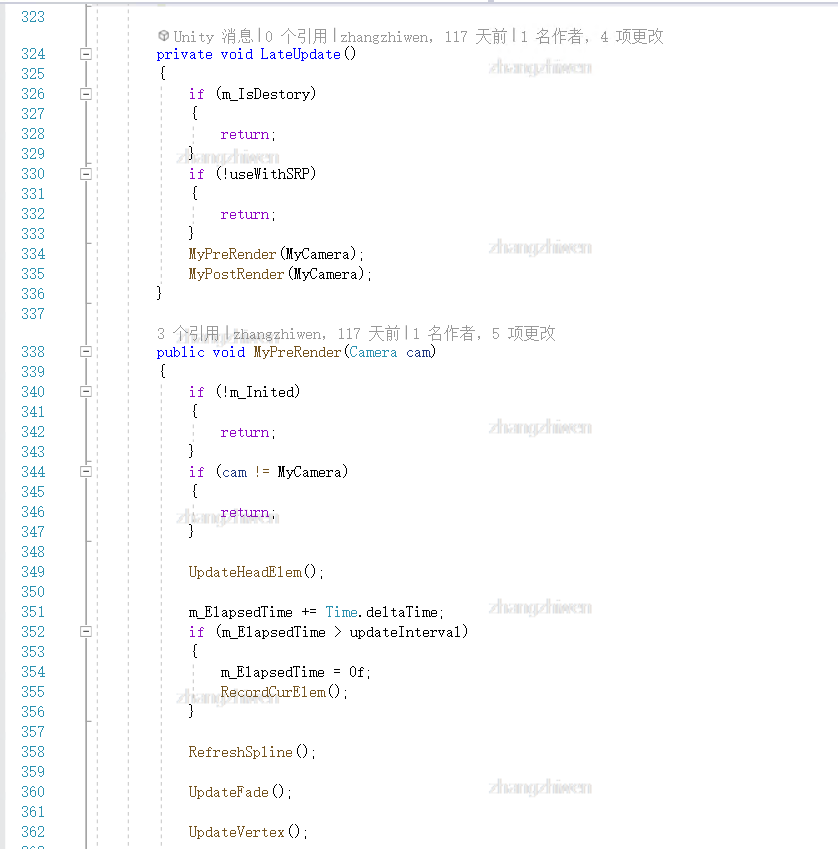 323
Unity 消息|0 个引用|zhangzhiwen，117 天前|1 名作者，4 项更改
324 private void LateUpdate()
325 {
326 if (m_IsDestory)
327 {
328 return;
329 }
zhangzhiwen
330 if (!useWithSRP)
331 {
332 return;
333 }
334 MyPreRender(MyCamera);
335 MyPostRender(MyCamera);
336 }
337
3 个引用|zhangzhiwen，117 天前|1 名作者，5 项更改
338 public void MyPreRender(Camera cam)
339 {
340 if (!m_Inited)
341 {
342 return;
343 }
344 if (cam != MyCamera)
345 {
346 return;
347 }
348
349 UpdateHeadElem();
350
351 m_ElapsedTime += Time.deltaTime;
352 if (m_ElapsedTime > updateInterval)
353 {
354 m_ElapsedTime = 0f;
355 RecordCurElem();
356 }
357
358 RefreshSpline();
359
360 UpdateFade();
361
362 UpdateVertex();